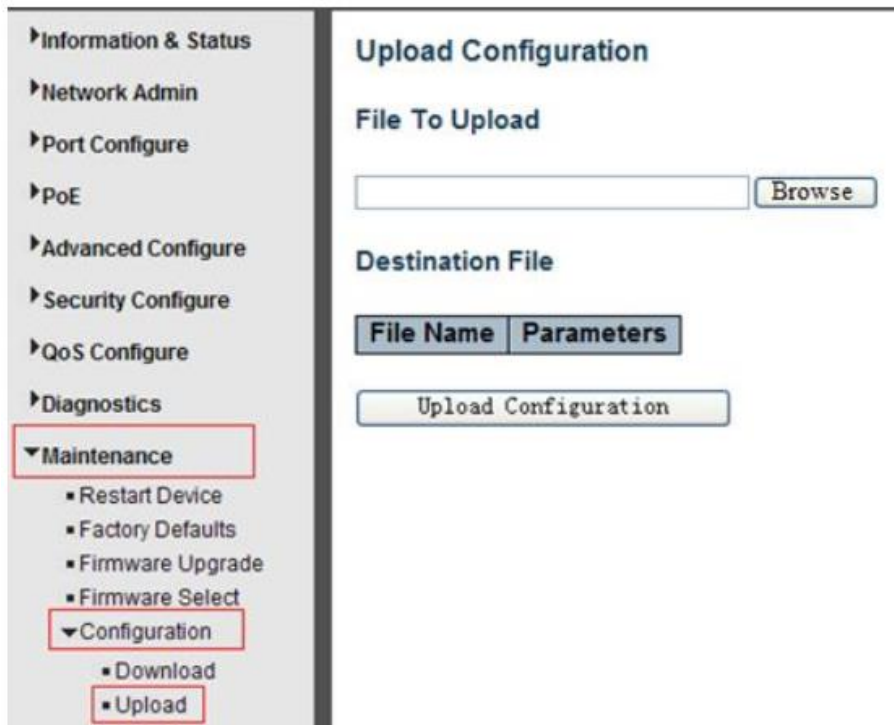 Information & Status
Network Admin
Port Configure
PoE
Advanced Configure
Security Configure
QoS Configure
Diagnostics
Maintenance
Restart Device
Factory Defaults
Firmware Upgrade
Firmware Select
Configuration
Download
Upload
Upload Configuration
File To Upload
Browse
Destination File
File Name Parameters
Upload Configuration